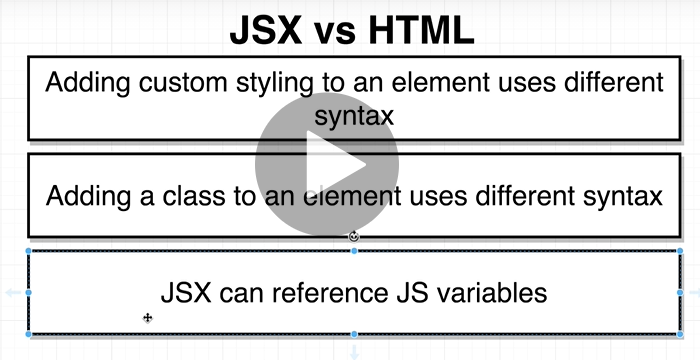 JSX vs HTML
Adding custom styling to an element uses different
syntax
Adding a class to an element uses different syntax
JSX can reference JS variables